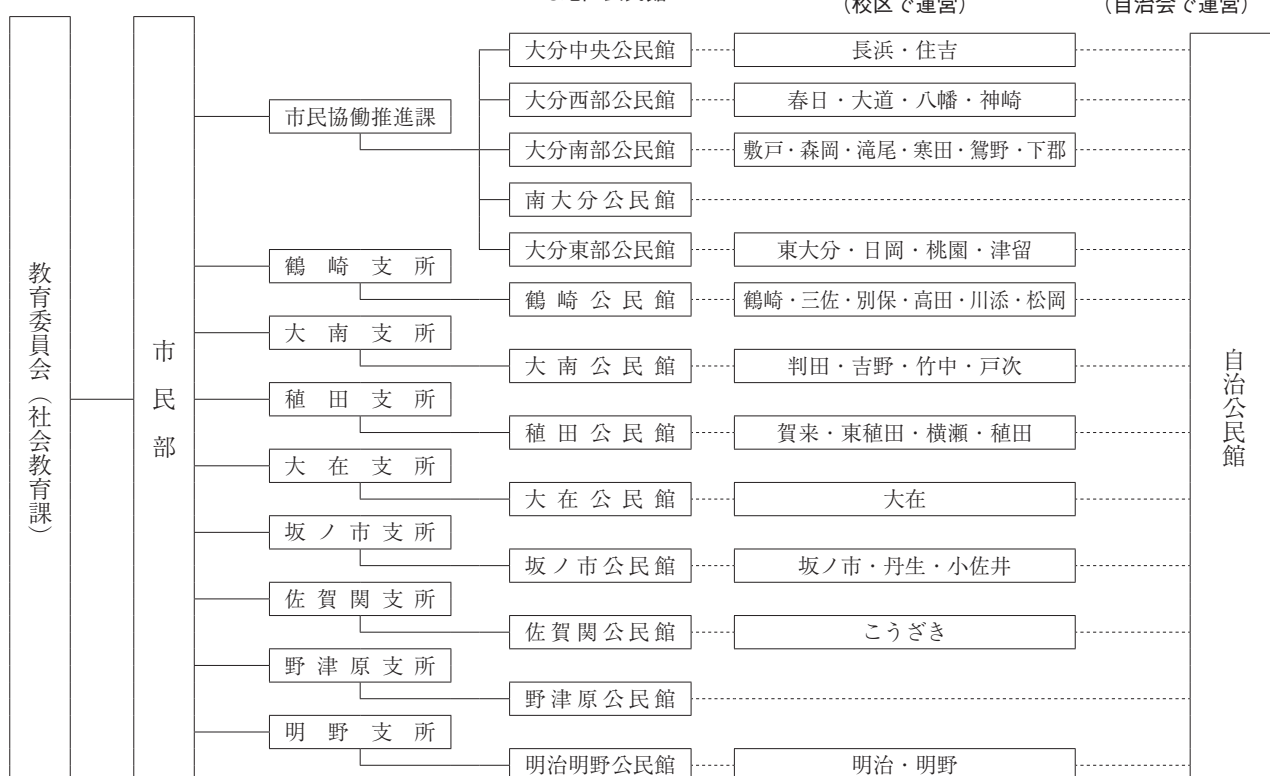 （校区で運営）
（自治会で運営）
教育委員会（社会教育課）
市民部
市民協働推進課
大分中央公民館
長浜・住吉
大分西部公民館
春日・大道・八幡・神崎
大分南部公民館
敷戸・森岡・滝尾・寒田・鴛野・下郡
南大分公民館
大分東部公民館
東大分・日岡・桃園・津留
鶴崎支所
鶴崎公民館
鶴崎・三佐・別保・高田・川添・松岡
大南支所
大南公民館
判田・吉野・竹中・戸次
稙田支所
稙田公民館
賀来・東稙田・横瀬・稙田
大在支所
大在公民館
大在
坂ノ市支所
坂ノ市公民館
坂ノ市・丹生・小佐井
佐賀関支所
佐賀関公民館
こうざき
野津原支所
野津原公民館
明野支所
明治明野公民館
明治・明野
自治公民館